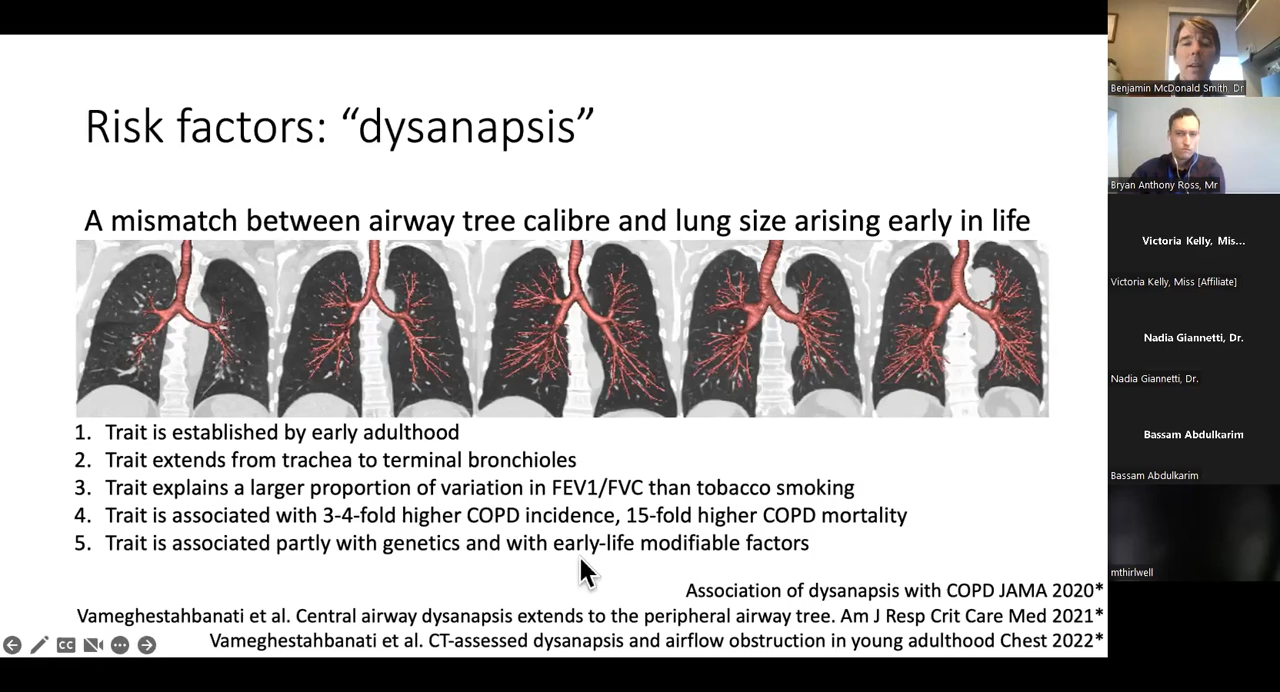 Risk factors: “dysanapsis”
A mismatch between airway tree calibre and lung size arising early in life
1. Trait is established by early adulthood
2. Trait extends from trachea to terminal bronchioles
3. Trait explains a larger proportion of variation in FEV1/FVC than tobacco smoking
4. Trait is associated with 3-4-fold higher COPD incidence, 15-fold higher COPD mortality
5. Trait is associated partly with genetics and with early-life modifiable factors
Association of dysanapsis with COPD JAMA 2020*
Vameghestahbanati et al. Central airway dysanapsis extends to the peripheral airway tree. Am J Resp Crit Care Med 2021*
Vameghestahbanati et al. CT-assessed dysanapsis and airflow obstruction in young adulthood Chest 2022*
CC
Benjamin McDonald Smith, Dr
Bryan Anthony Ross, Mr
Victoria Kelly, Mis...
Victoria Kelly, Miss [Affiliate]
Nadia Giannetti, Dr.
Nadia Giannetti, Dr.
Bassam Abdulkarim
Bassam Abdulkarim
mthirlwell